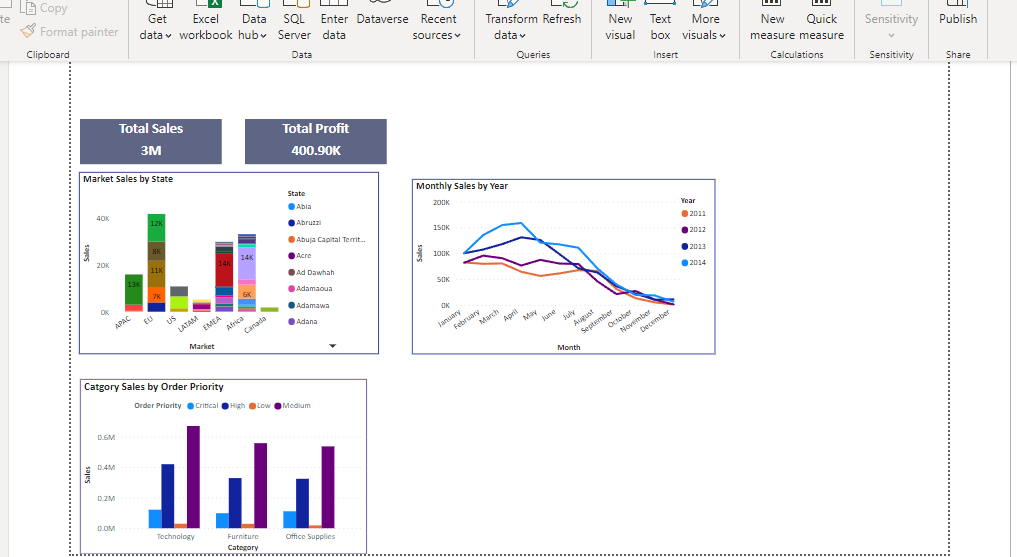 Copy
Format painter
Clipboard
Get data
Excel workbook
Data hub
SQL Server
Enter data
Dataverse
Recent sources
Data
Transform data
Refresh
Queries
New visual
Text box
More visuals
Insert
New measure
Quick measure
Calculations
Sensitivity
Sensitivity
Publish
Share
Total Sales
3M
Total Profit
400.90K
Market Sales by State
40K
20K
0K
Sales
13K
12K
8K
11K
7K
14K
14K
6K
APAC
EU
US
LATAM
EMEA
Africa
Canada
Market
State
Abia
Abruzzi
Abuja Capital Territ...
Acre
Ad Dawhah
Adamaoua
Adamawa
Adana
Monthly Sales by Year
200K
150K
100K
50K
0K
Sales
January
February
March
April
May
June
July
August
September
October
November
December
Month
Year
2011
2012
2013
2014
Catgory Sales by Order Priority
Order Priority Critical High Low Medium
0.6M
0.4M
0.2M
0.0M
Sales
Technology
Furniture
Office Supplies
Category